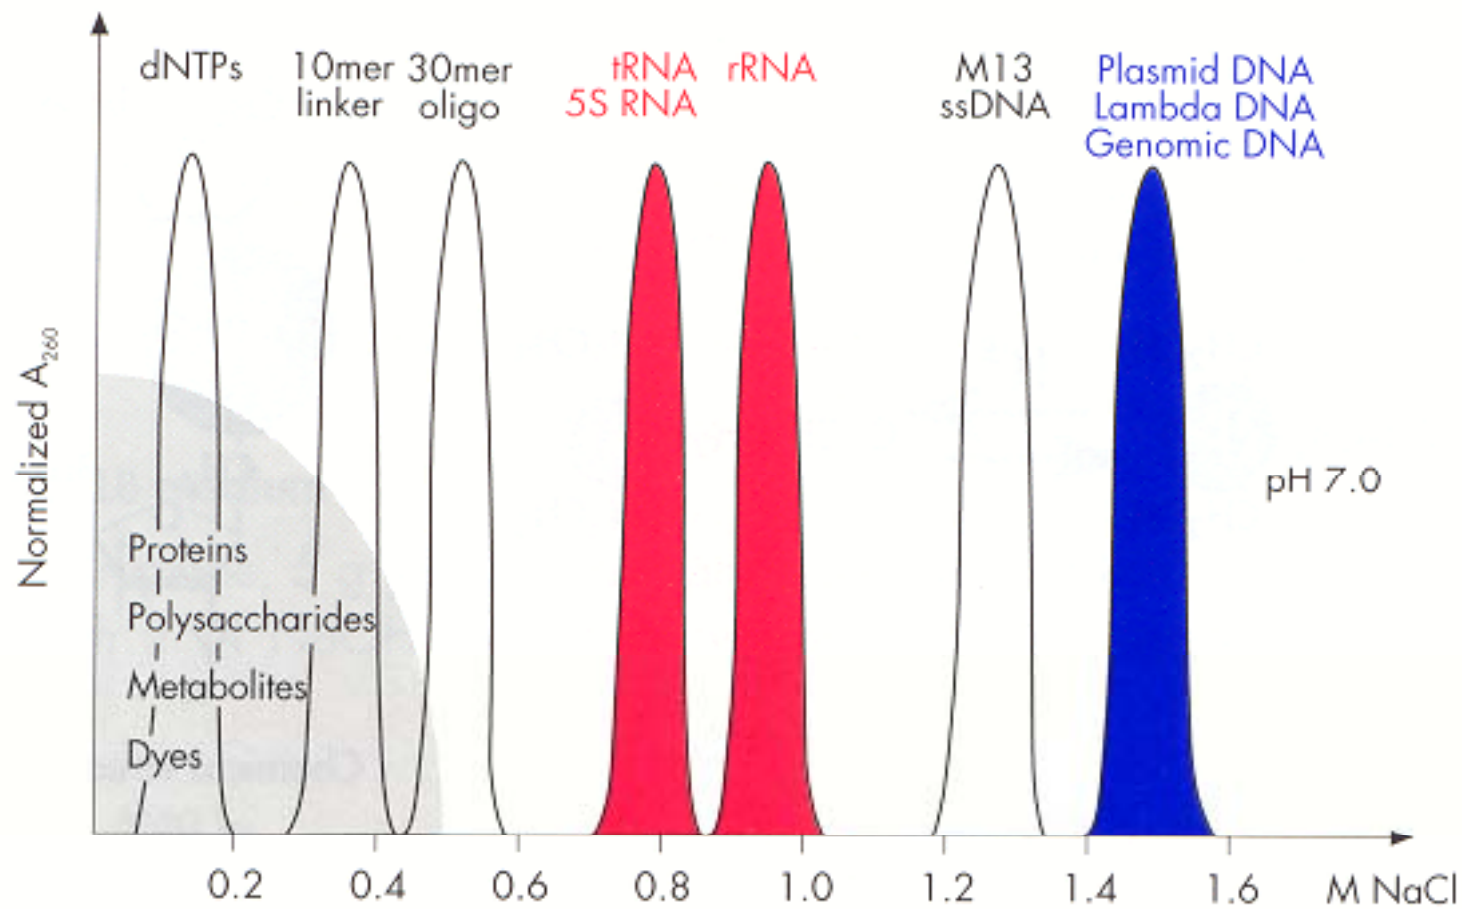 dNTPs
10mer
linker
30mer
oligo
tRNA
5S RNA
rRNA
M13
ssDNA
Plasmid DNA
Lambda DNA
Genomic DNA
Normalized A260
Proteins
Polysaccharides
Metabolites
Dyes
pH 7.0
0.2 0.4 0.6 0.8 1.0 1.2 1.4 1.6 M NaCl